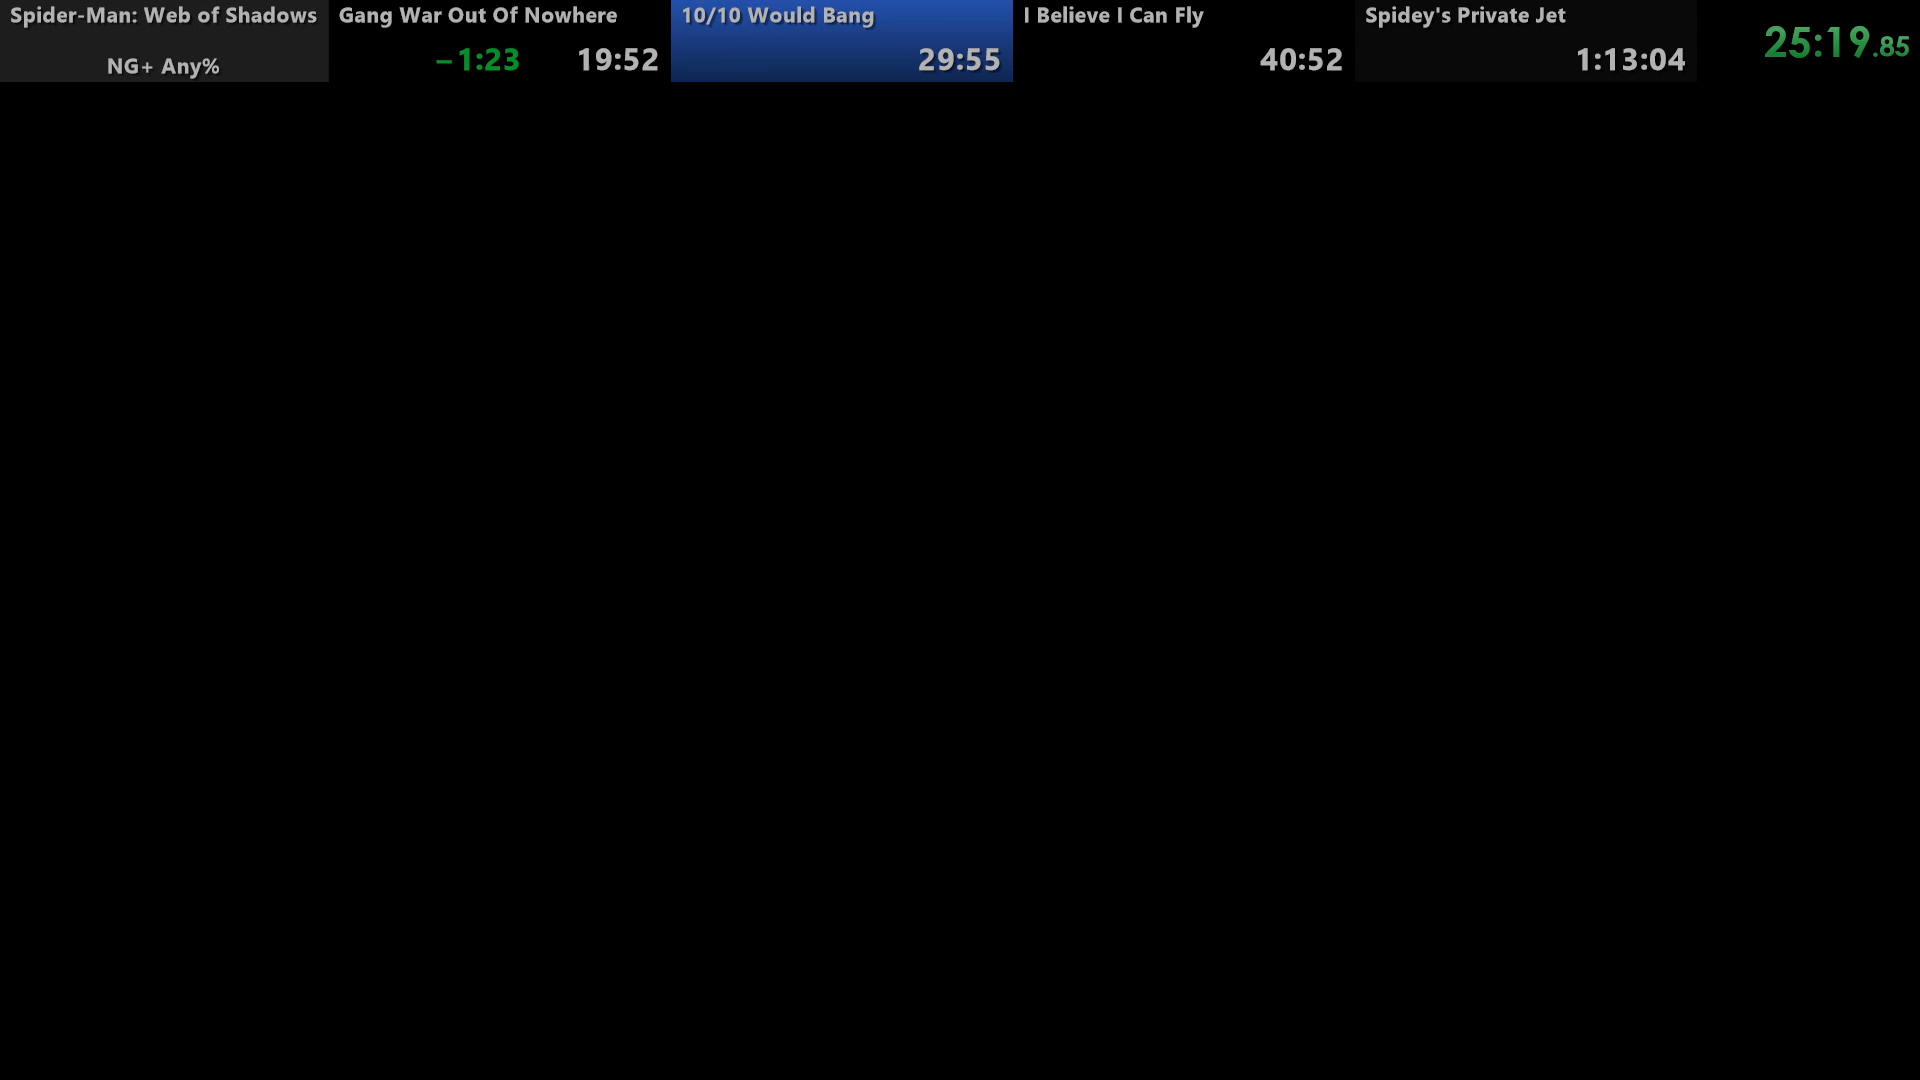 Spider-Man: Web of Shadows
NG+ Any%
Gang War Out Of Nowhere
−1:23 19:52
10/10 Would Bang
29:55
I Believe I Can Fly
40:52
Spidey's Private Jet
1:13:04
25:19.85